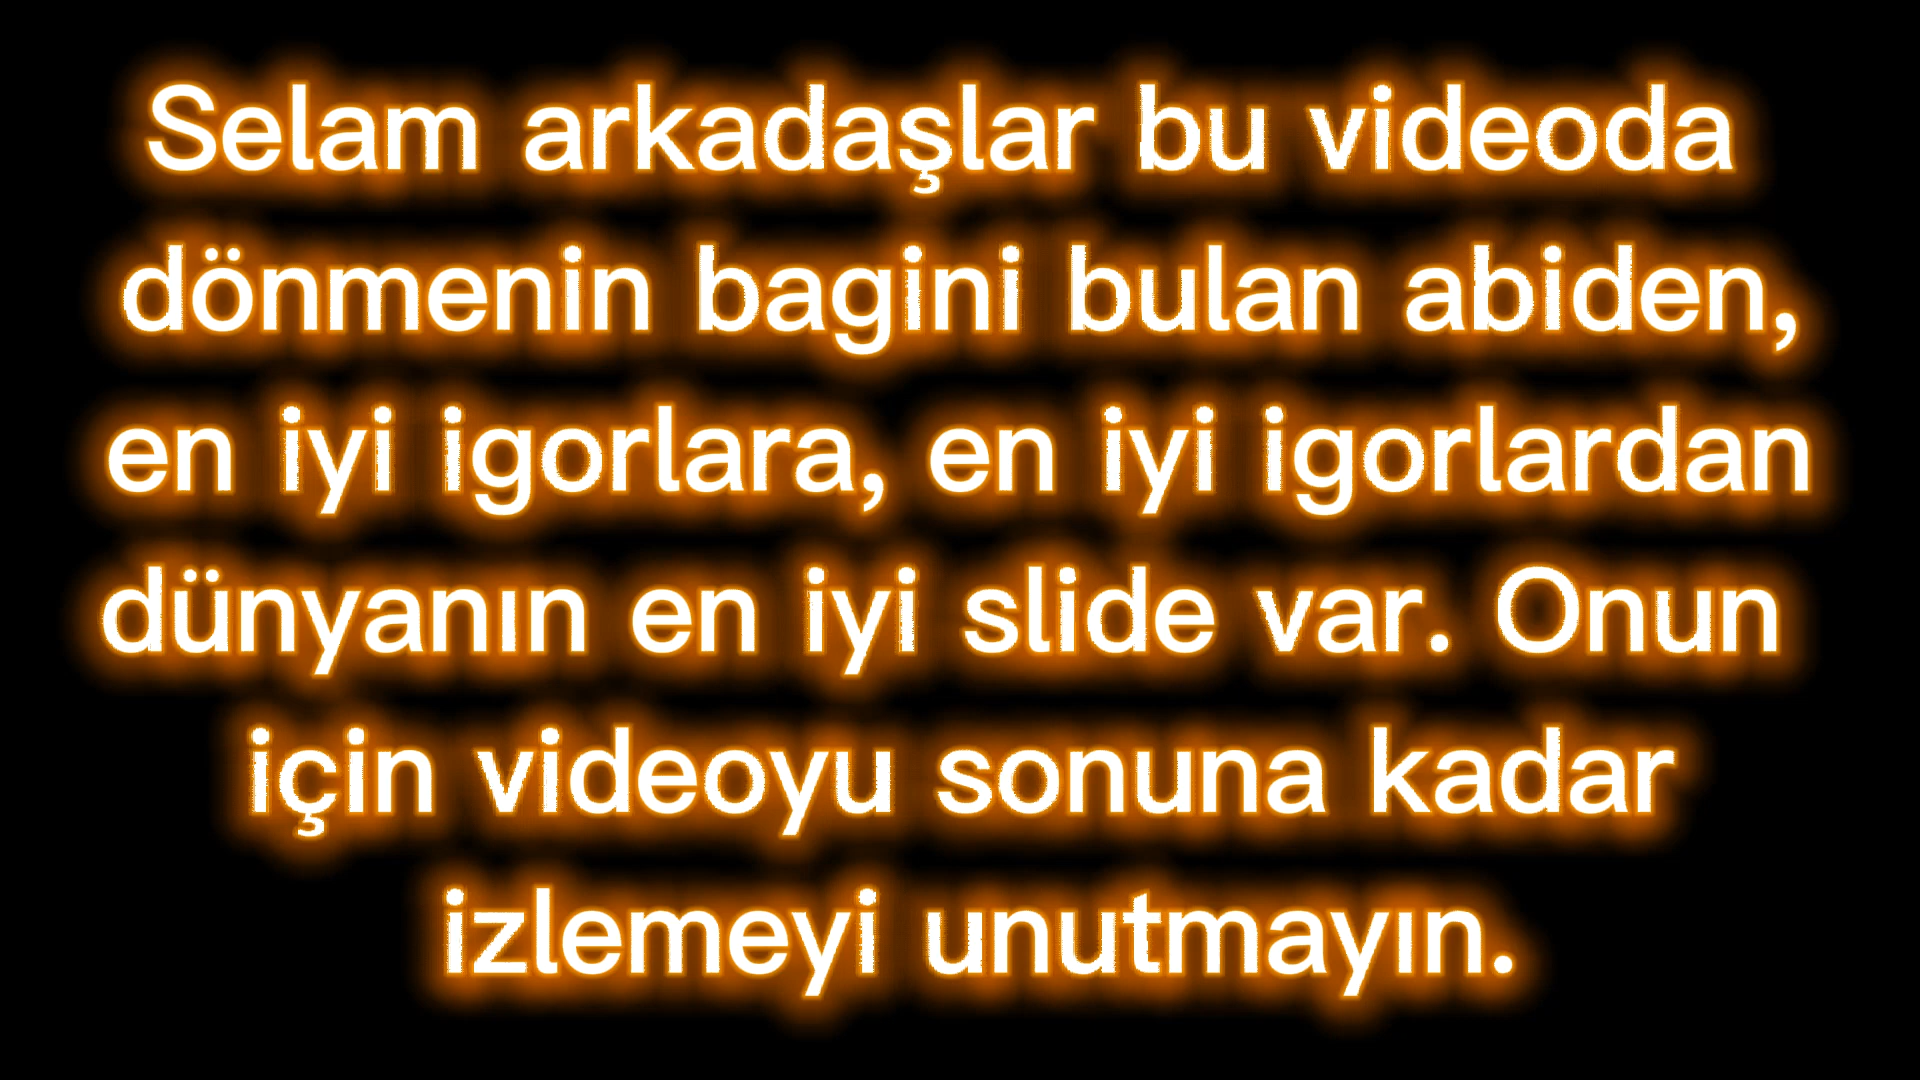 Selam arkadaşlar bu videoda
dönmenin bagini bulan abiden,
en iyi igorlara, en iyi igorlardan
dünyanın en iyi slide var. Onun
için videoyu sonuna kadar
izlemeyi unutmayın.